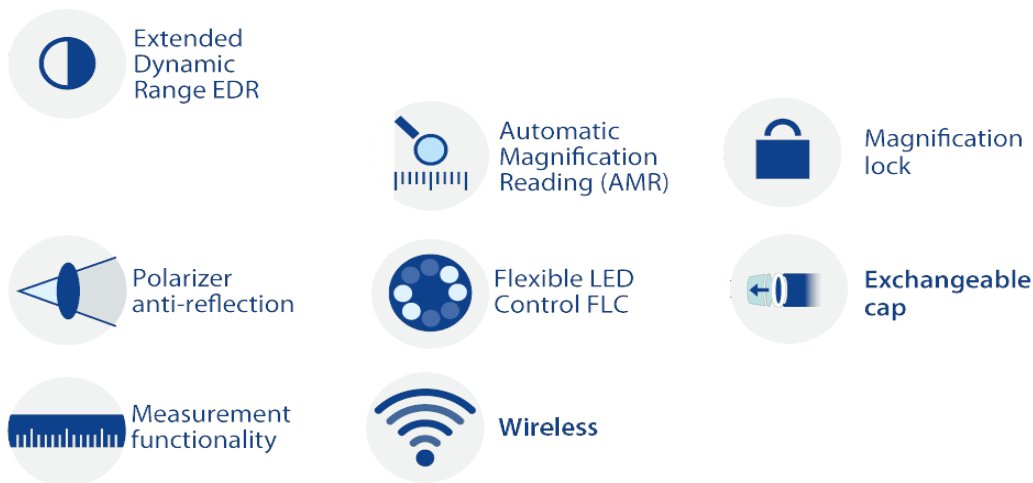 Extended
Dynamic
Range EDR
Automatic
Magnification
Reading (AMR)
Magnification
lock
Polarizer
anti-reflection
Flexible LED
Control FLC
Exchangeable
cap
Measurement
functionality
Wireless